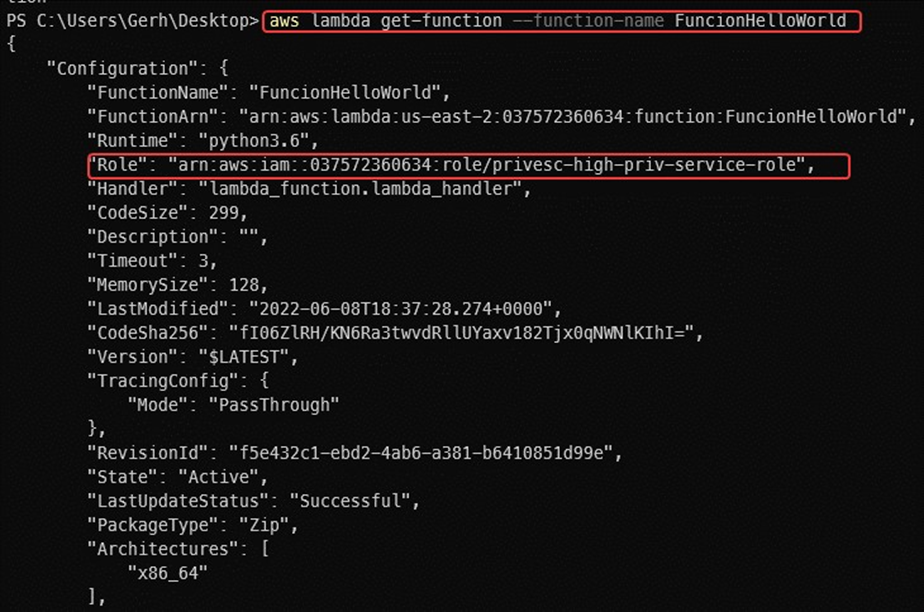 PS C:\Users\Gerh\Desktop> aws lambda get-function --function-name FuncionHelloWorld
{
    "Configuration": {
        "FunctionName": "FuncionHelloWorld",
        "FunctionArn": "arn:aws:lambda:us-east-2:037572360634:function:FuncionHelloWorld",
        "Runtime": "python3.6",
        "Role": "arn:aws:iam::037572360634:role/privesc-high-priv-service-role",
        "Handler": "lambda_function.lambda_handler",
        "CodeSize": 299,
        "Description": "",
        "Timeout": 3,
        "MemorySize": 128,
        "LastModified": "2022-06-08T18:37:28.274+0000",
        "CodeSha256": "fI06ZlRH/KN6Ra3twvdRllUYaxv182Tjx0qNWNlKIhI=",
        "Version": "$LATEST",
        "TracingConfig": {
            "Mode": "PassThrough"
        },
        "RevisionId": "f5e432c1-ebd2-4ab6-a381-b6410851d99e",
        "State": "Active",
        "LastUpdateStatus": "Successful",
        "PackageType": "Zip",
        "Architectures": [
            "x86_64"
        ],